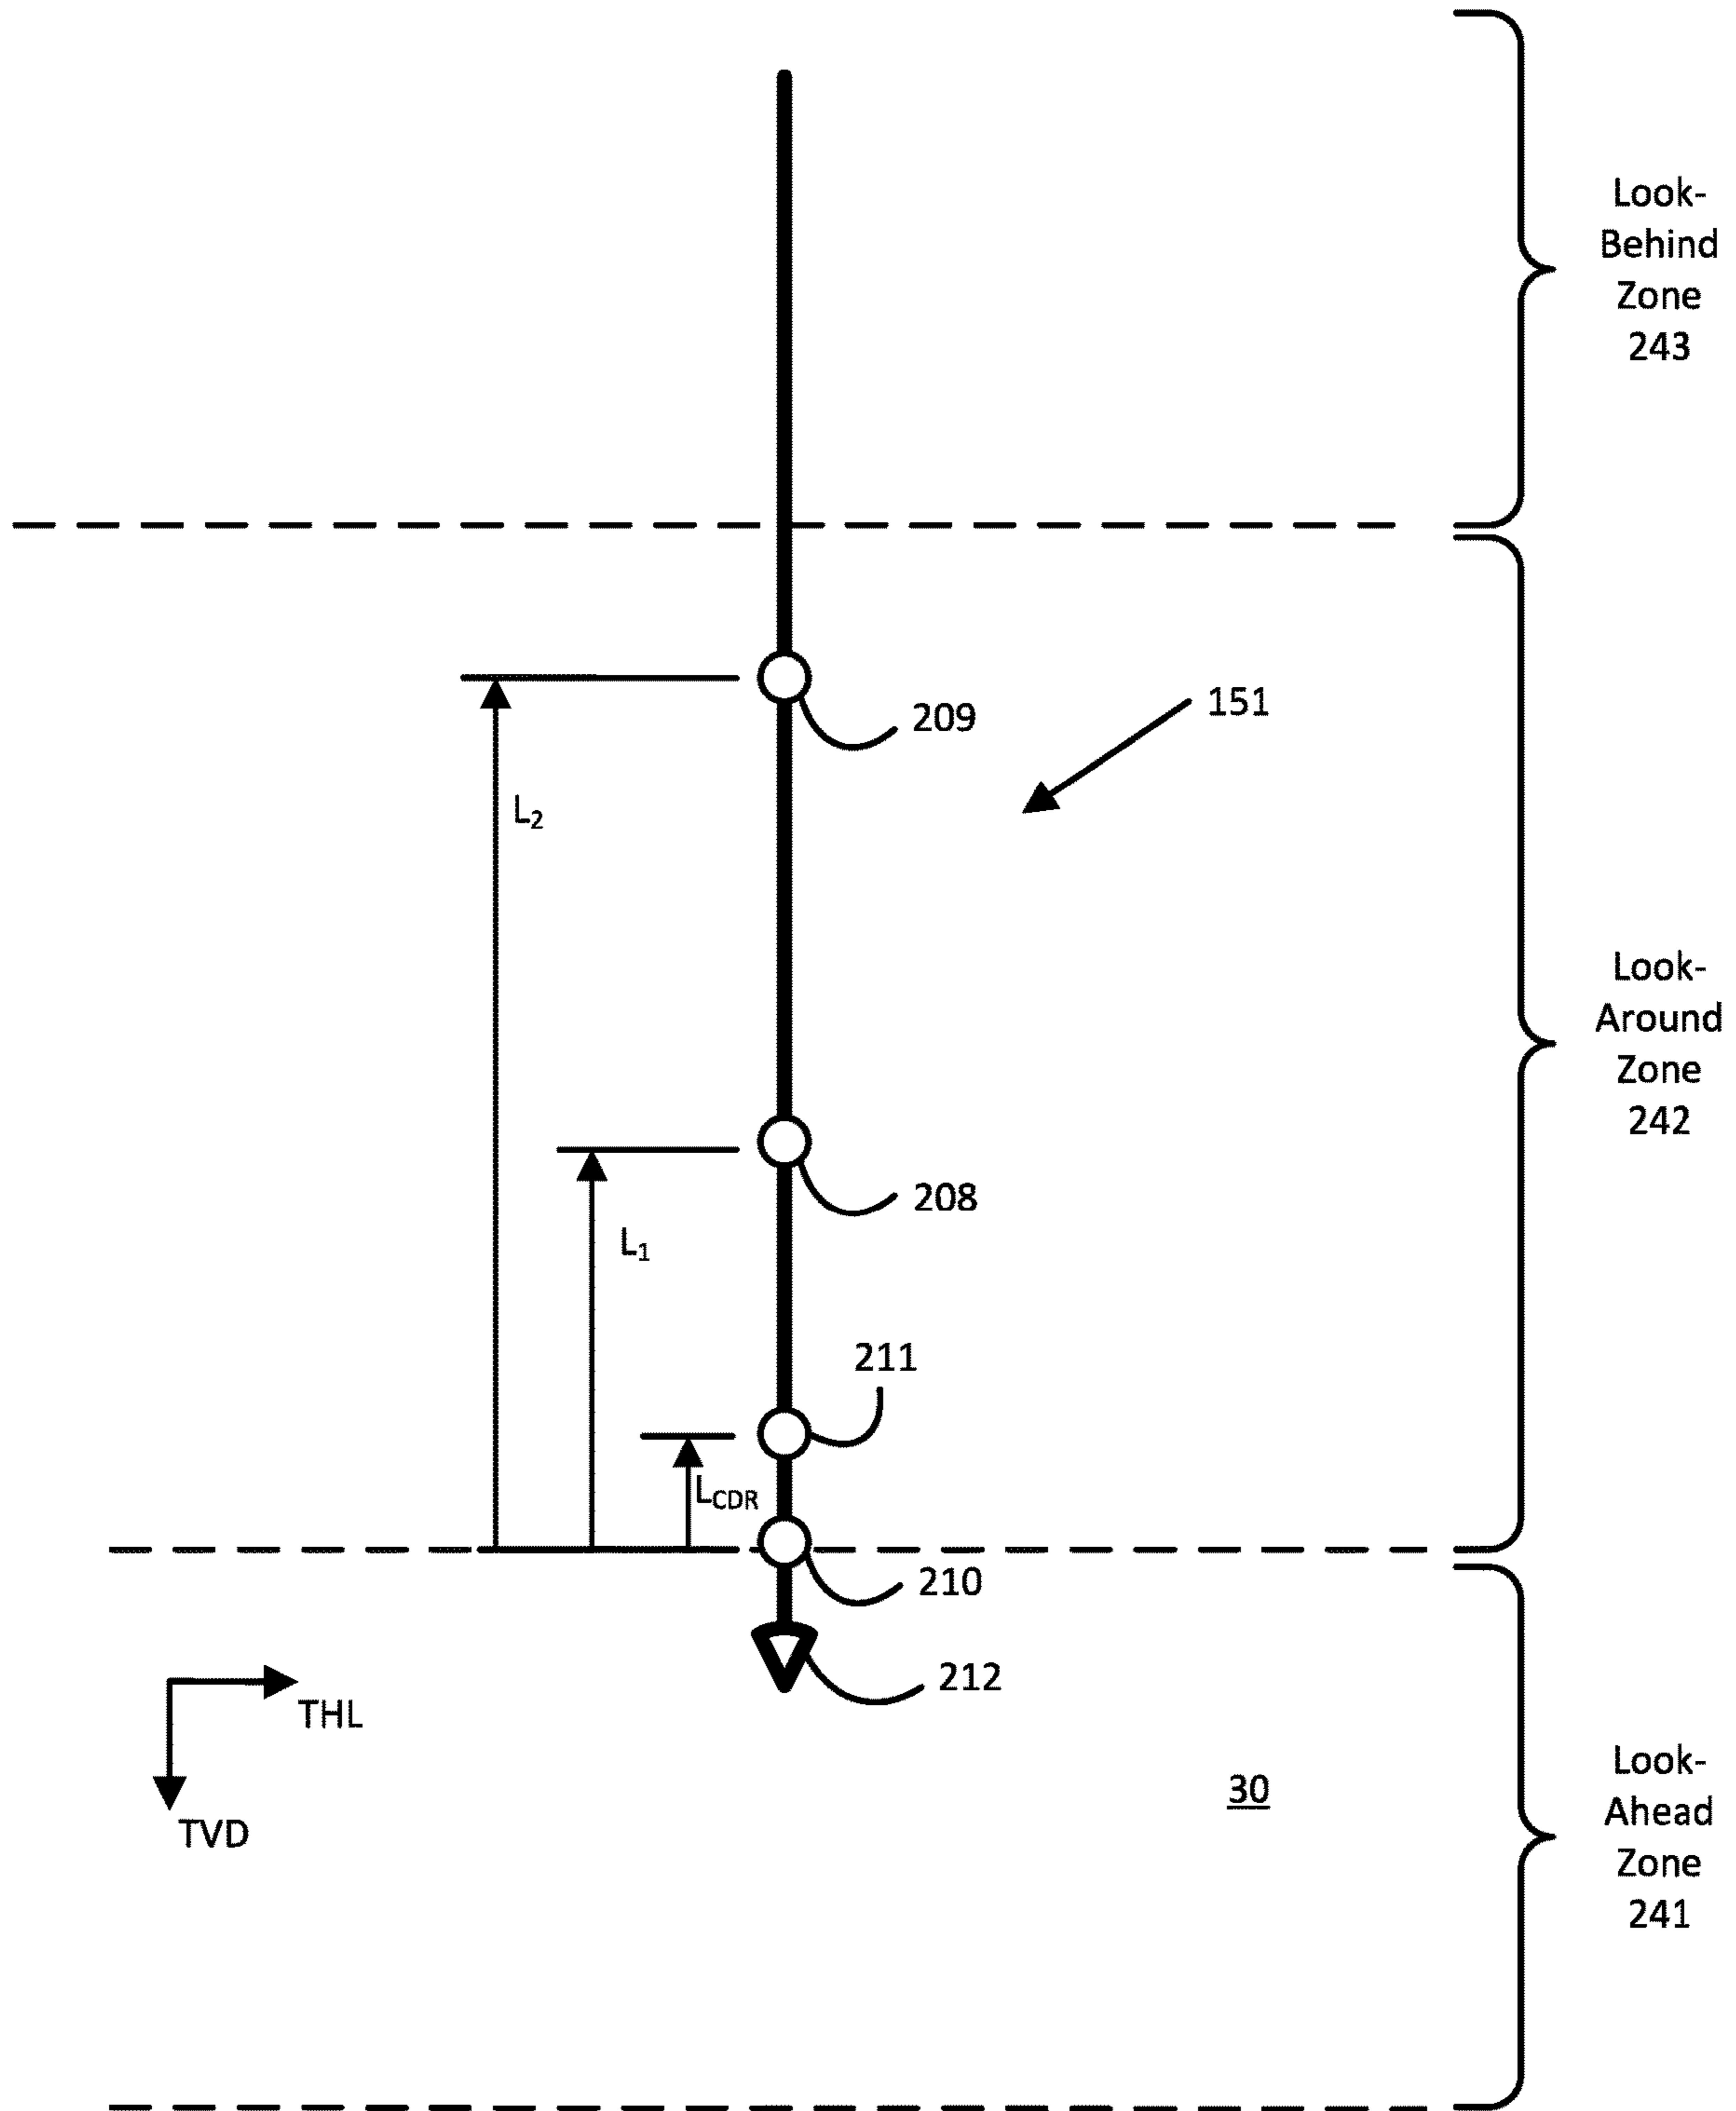 Look-
Behind
Zone
243
209
151
L₂
Look-
Around
Zone
242
208
L₁
211
L_CDR
210
212
THL
TVD
30
Look-
Ahead
Zone
241